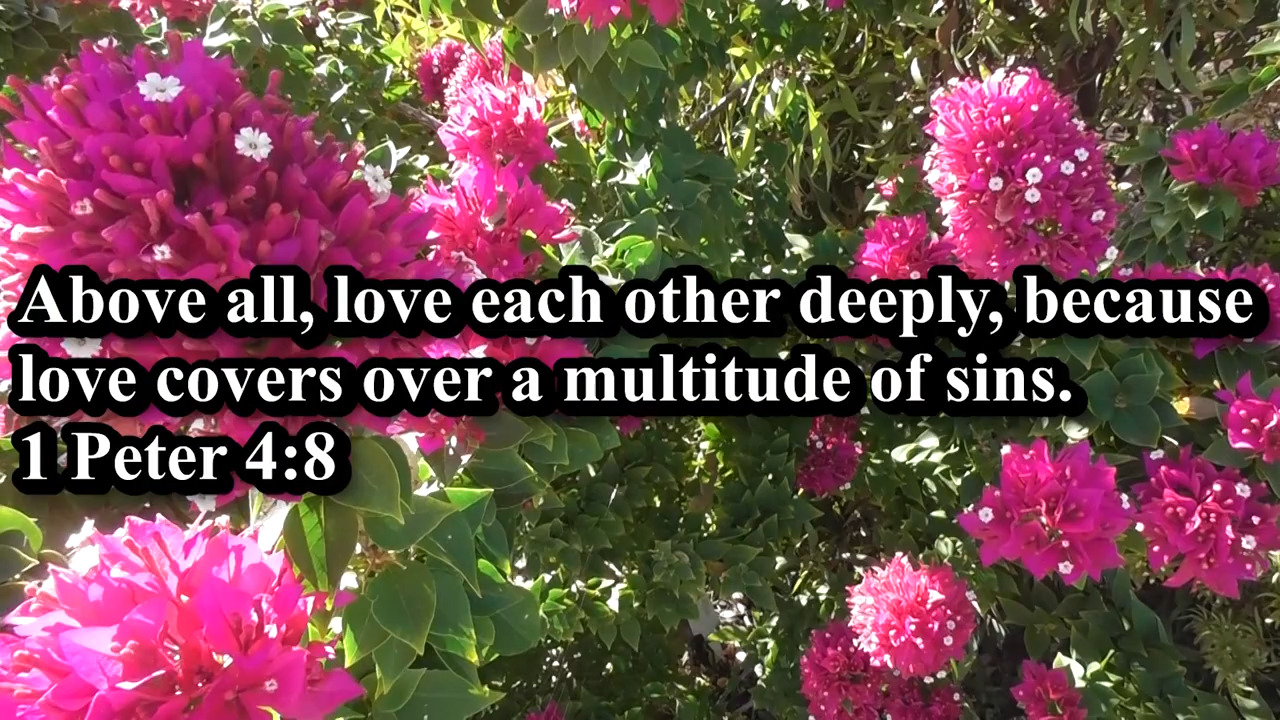 Above all, love each other deeply, because
love covers over a multitude of sins.
1 Peter 4:8